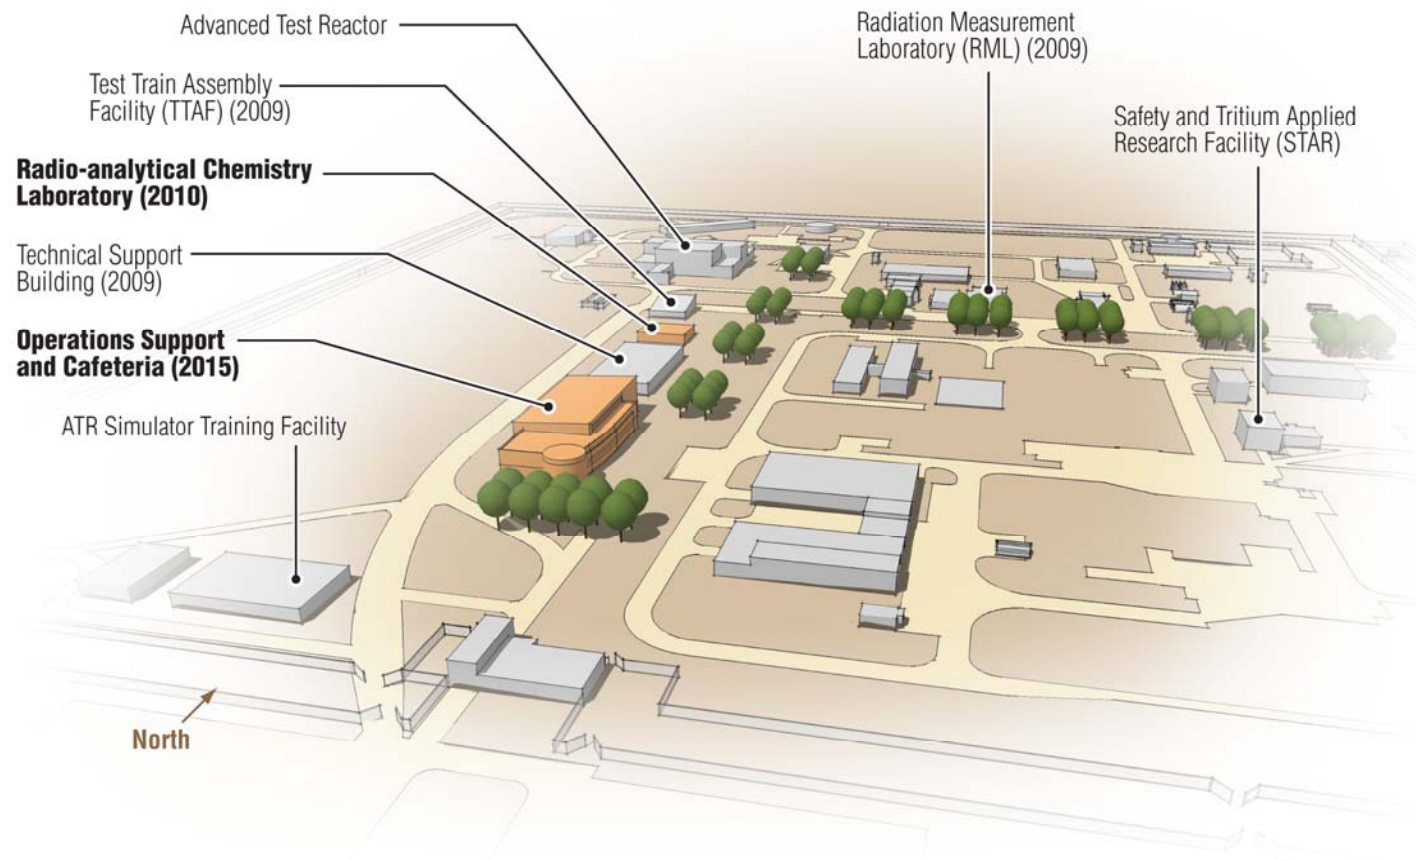 Advanced Test Reactor
Test Train Assembly
Facility (TTAF) (2009)
Radio-analytical Chemistry
Laboratory (2010)
Technical Support
Building (2009)
Operations Support
and Cafeteria (2015)
ATR Simulator Training Facility
Radiation Measurement
Laboratory (RML) (2009)
Safety and Tritium Applied
Research Facility (STAR)
North